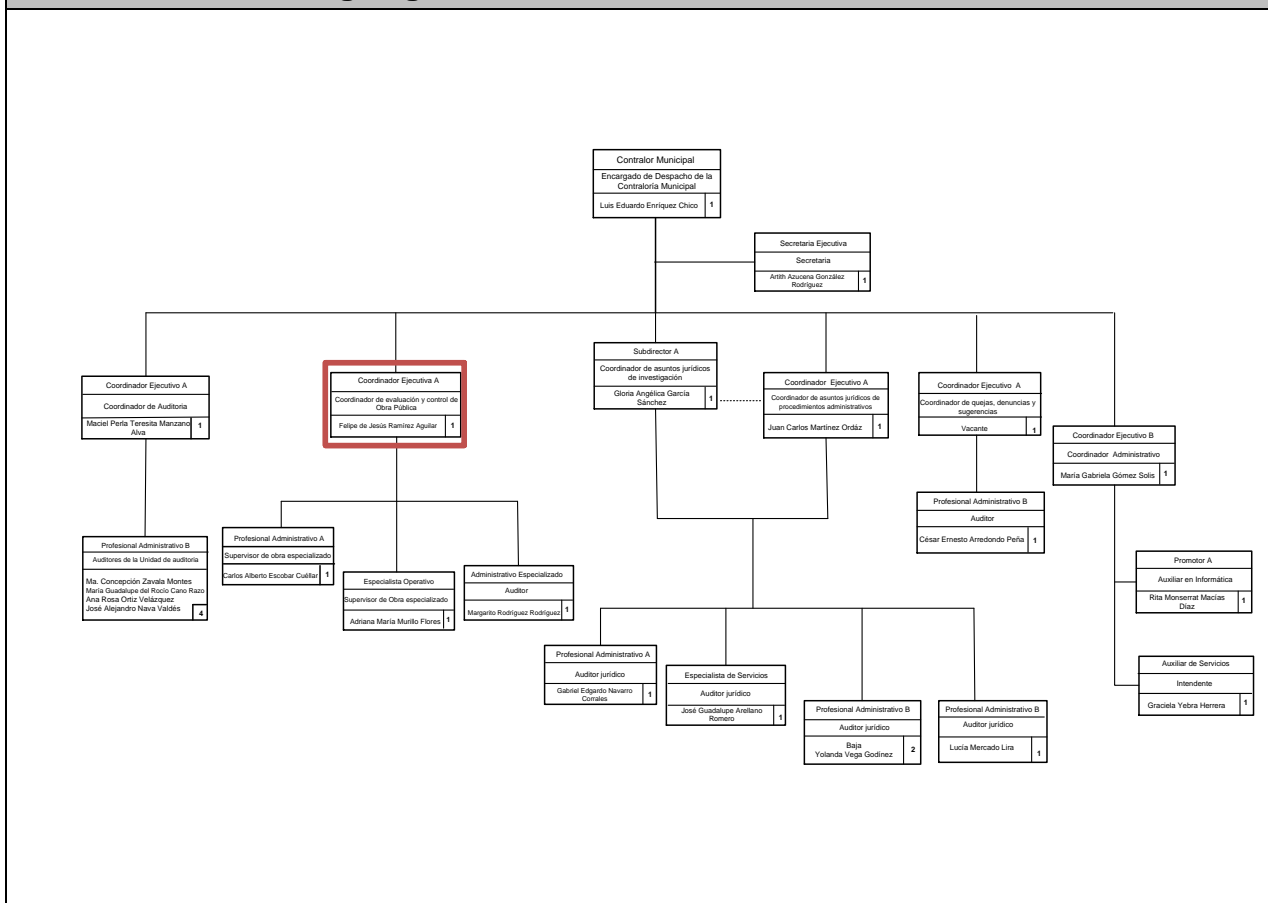 Contralor Municipal
Encargado de Despacho de la
Contraloría Municipal
Luis Eduardo Enríquez Chico 1
Secretaria Ejecutiva
Secretaria
Artith Azucena González
Rodríguez 1
Coordinador Ejecutivo A
Coordinador de Auditoria
Maciel Perla Teresita Manzano
Alva 1
Coordinador Ejecutiva A
Coordinador de evaluación y control de
Obra Pública
Felipe de Jesús Ramírez Aguilar 1
Subdirector A
Coordinador de asuntos jurídicos
de investigación
Gloria Angélica García
Sánchez 1
Coordinador Ejecutivo A
Coordinador de asuntos jurídicos de
procedimientos administrativos
Juan Carlos Martínez Ordáz 1
Coordinador Ejecutivo A
Coordinador de quejas, denuncias y
sugerencias
Vacante 1
Coordinador Ejecutivo B
Coordinador Administrativo
María Gabriela Gómez Solis 1
Profesional Administrativo B
Auditores de la Unidad de auditoria
Ma. Concepción Zavala Montes
María Guadalupe del Rocío Cano Razo
Ana Rosa Ortíz Velázquez
José Alejandro Nava Valdés 4
Profesional Administrativo A
Supervisor de obra especializado
Carlos Alberto Escobar Cuéllar 1
Especialista Operativo
Supervisor de Obra especializado
Adriana María Murillo Flores 1
Administrativo Especializado
Auditor
Margarito Rodríguez Rodríguez 1
Profesional Administrativo B
Auditor
César Ernesto Arredondo Peña 1
Promotor A
Auxiliar en Informática
Rita Monserrat Macías
Díaz 1
Profesional Administrativo A
Auditor jurídico
Gabriel Edgardo Navarro
Corrales 1
Especialista de Servicios
Auditor jurídico
José Guadalupe Arellano
Romero 1
Profesional Administrativo B
Auditor jurídico
Baja
Yolanda Vega Godínez 2
Profesional Administrativo B
Auditor jurídico
Lucía Mercado Lira 1
Auxiliar de Servicios
Intendente
Graciela Yebra Herrera 1